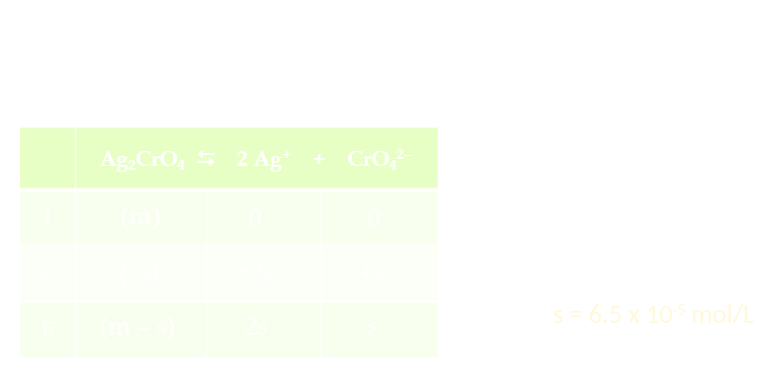 Ag₂CrO₄ ⇆ 2 Ag⁺ + CrO₄²⁻
I (m) 0 0
E (m – s) 2s s
s = 6.5 x 10⁻⁵ mol/L